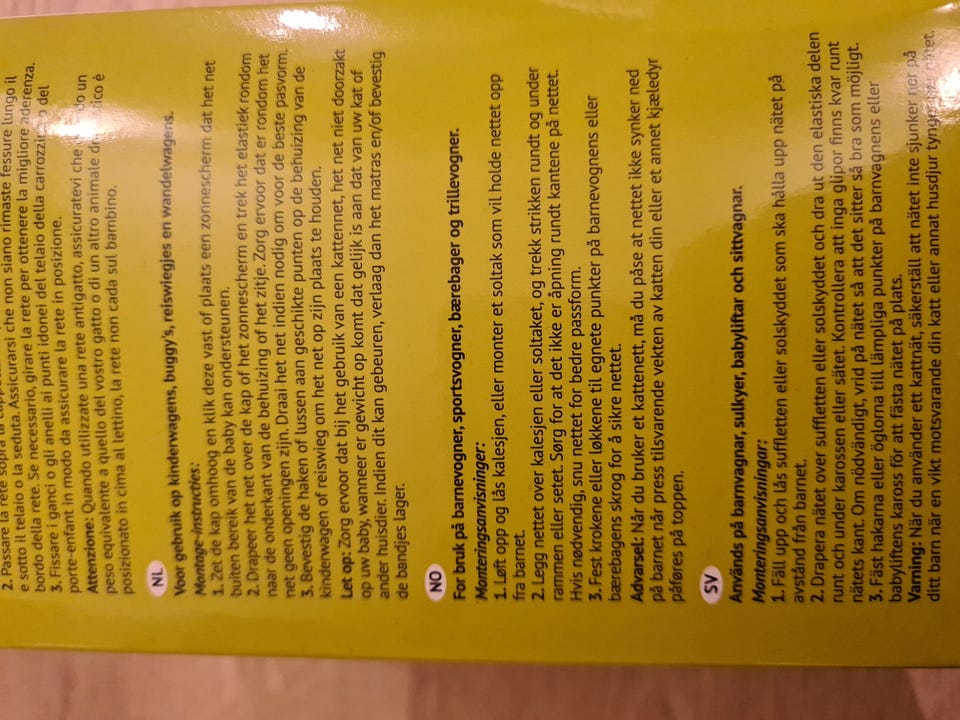 2. Passare la rete sopra la
e sotto il telaio o la seduta. Assicurarsi che non siano rimaste fessure lungo il
bordo della rete. Se necessario, girare la rete per ottenere la migliore aderenza.
3. Fissare i ganci o gli anelli ai punti idonei del telaio della carrozzina o del
porte-enfant in modo da assicurare la rete in posizione.
Attenzione: Quando utilizzate una rete antigatto, assicuratevi che un
peso equivalente a quello del vostro gatto o di un altro animale è
posizionato in cima al lettino, la rete non cada sul bambino.
NL
Voor gebruik op kinderwagens, buggy's, reiswiegjes en wandelwagens.
Montage-instructies:
1. Zet de kap omhoog en klik deze vast of plaats een zonnescherm dat het net
buiten bereik van de baby kan ondersteunen.
2. Drapeer het net over de kap of het zonnescherm en trek het elastiek rondom
naar de onderkant van de behuizing of het zitje. Zorg ervoor dat er rondom het
net geen openingen zijn. Draai het net indien nodig om voor de beste pasvorm.
3. Bevestig de haken of lussen aan geschikte punten op de behuizing van de
kinderwagen of reiswieg om het net op zijn plaats te houden.
Let op: Zorg ervoor dat bij het gebruik van een kattennet, het net niet doorzakt
op uw baby, wanneer er gewicht op komt dat gelijk is aan dat van uw kat of
ander huisdier. Indien dit kan gebeuren, verlaag dan het matras en/of bevestig
de bandjes lager.
NO
For bruk på barnevogner, sportsvogner, bærebager og trillevogner.
Monteringsanvisninger:
1. Løft opp og lås kalesjen, eller monter et soltak som vil holde nettet opp
fra barnet.
2. Legg nettet over kalesjen eller soltaket, og trekk strikken rundt og under
rammen eller setet. Sørg for at det ikke er åpning rundt kantene på nettet.
Hvis nødvendig, snu nettet for bedre passform.
3. Fest krokene eller løkkene til egnete punkter på barnevognens eller
bærebagens skrog for å sikre nettet.
Advarsel: Når du bruker et kattenett, må du påse at nettet ikke synker ned
på barnet når press tilsvarende vekten av katten din eller et annet kjæledyr
påføres på toppen.
SV
Används på barnvagnar, sulkyer, babyliftar och sittvagnar.
Monteringsanvisningar:
1. Fäll upp och lås suffletten eller solskyddet som ska hålla upp nätet på
avstånd från barnet.
2. Drapera nätet över suffletten eller solskyddet och dra ut den elastiska delen
runt och under karossen eller sätet. Kontrollera att inga glipor finns kvar runt
nätets kant. Om nödvändigt, vrid på nätet så att det sitter så bra som möjligt.
3. Fäst hakarna eller öglorna till lämpliga punkter på barnvagnens eller
babyliftens kaross för att fästa nätet på plats.
Varning: När du använder ett kattnät, säkerställ att nätet inte sjunker ner på
ditt barn när en vikt motsvarande din katt eller annat husdjur tynger ner nätet.